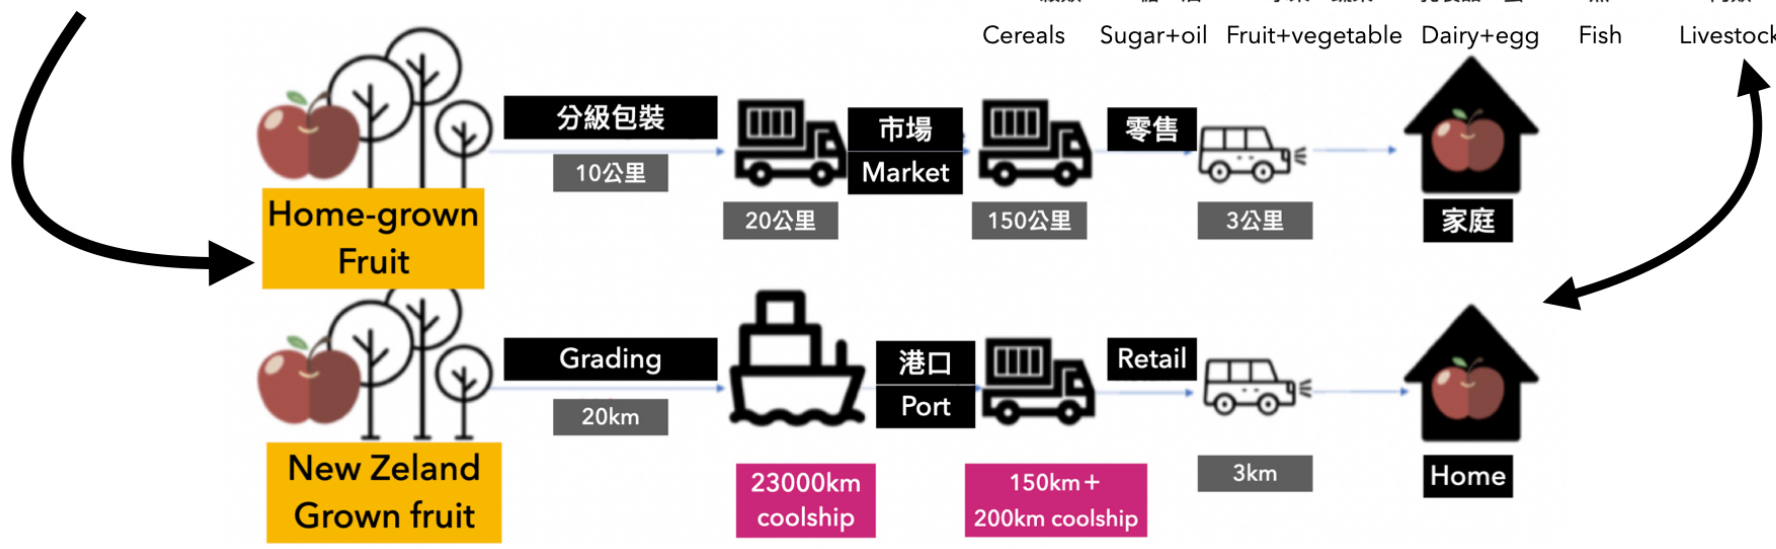 Cereals Sugar+oil Fruit+vegetable Dairy+egg Fish Livestock
分級包裝
市場
Market
零售
10公里
20公里
150公里
3公里
家庭
Home-grown
Fruit
Grading
港口
Port
Retail
20km
23000km
coolship
150km+
200km coolship
3km
Home
New Zeland
Grown fruit